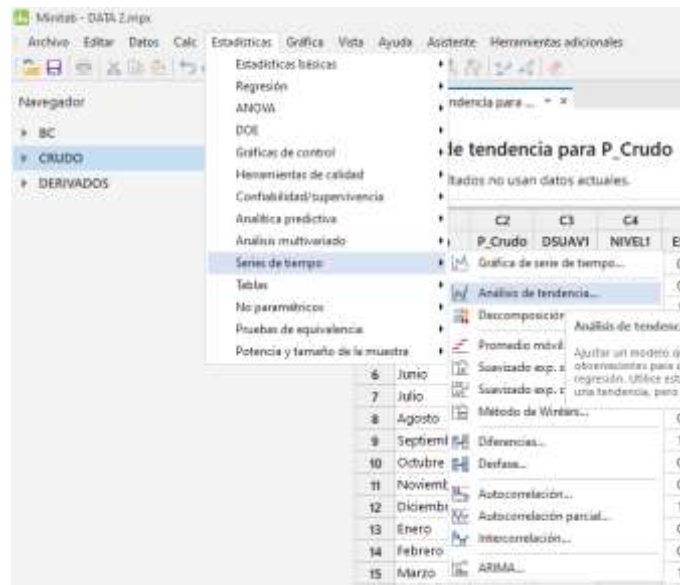 Minitab - DATA 2.mpx
Archivo Editar Datos Calc Estadísticas Gráfica Vista Ayuda Asistente Herramientas adicionales
Navegador
BC
CRUDO
DERIVADOS
Estadísticas básicas
Regresión
ANOVA
DOE
Gráficas de control
Herramientas de calidad
Confiabilidad/supervivencia
Analítica predictiva
Análisis multivariado
Series de tiempo
Tablas
No paramétricos
Pruebas de equivalencia
Potencia y tamaño de la muestra
ndencia para ...
de tendencia para P_Crudo
ltados no usan datos actuales.
C2 C3 C4
P_Crudo DSUAV1 NIVEL1
Gráfica de serie de tiempo...
Análisis de tendencia...
Descomposición
Promedio móvil
Suavizado exp. s
Suavizado exp.
Método de Winters...
Diferencias...
Desfase...
Autocorrelación...
Autocorrelación parcial...
Intercorrelación...
ARIMA...
Análisis de tendenc
Ajustar un modelo
observaciones para
regresión. Utilice est
una tendencia, pero
6 Junio
7 Julio
8 Agosto
9 Septiemb
10 Octubre
11 Noviemb
12 Diciembr
13 Enero
14 Febrero
15 Marzo